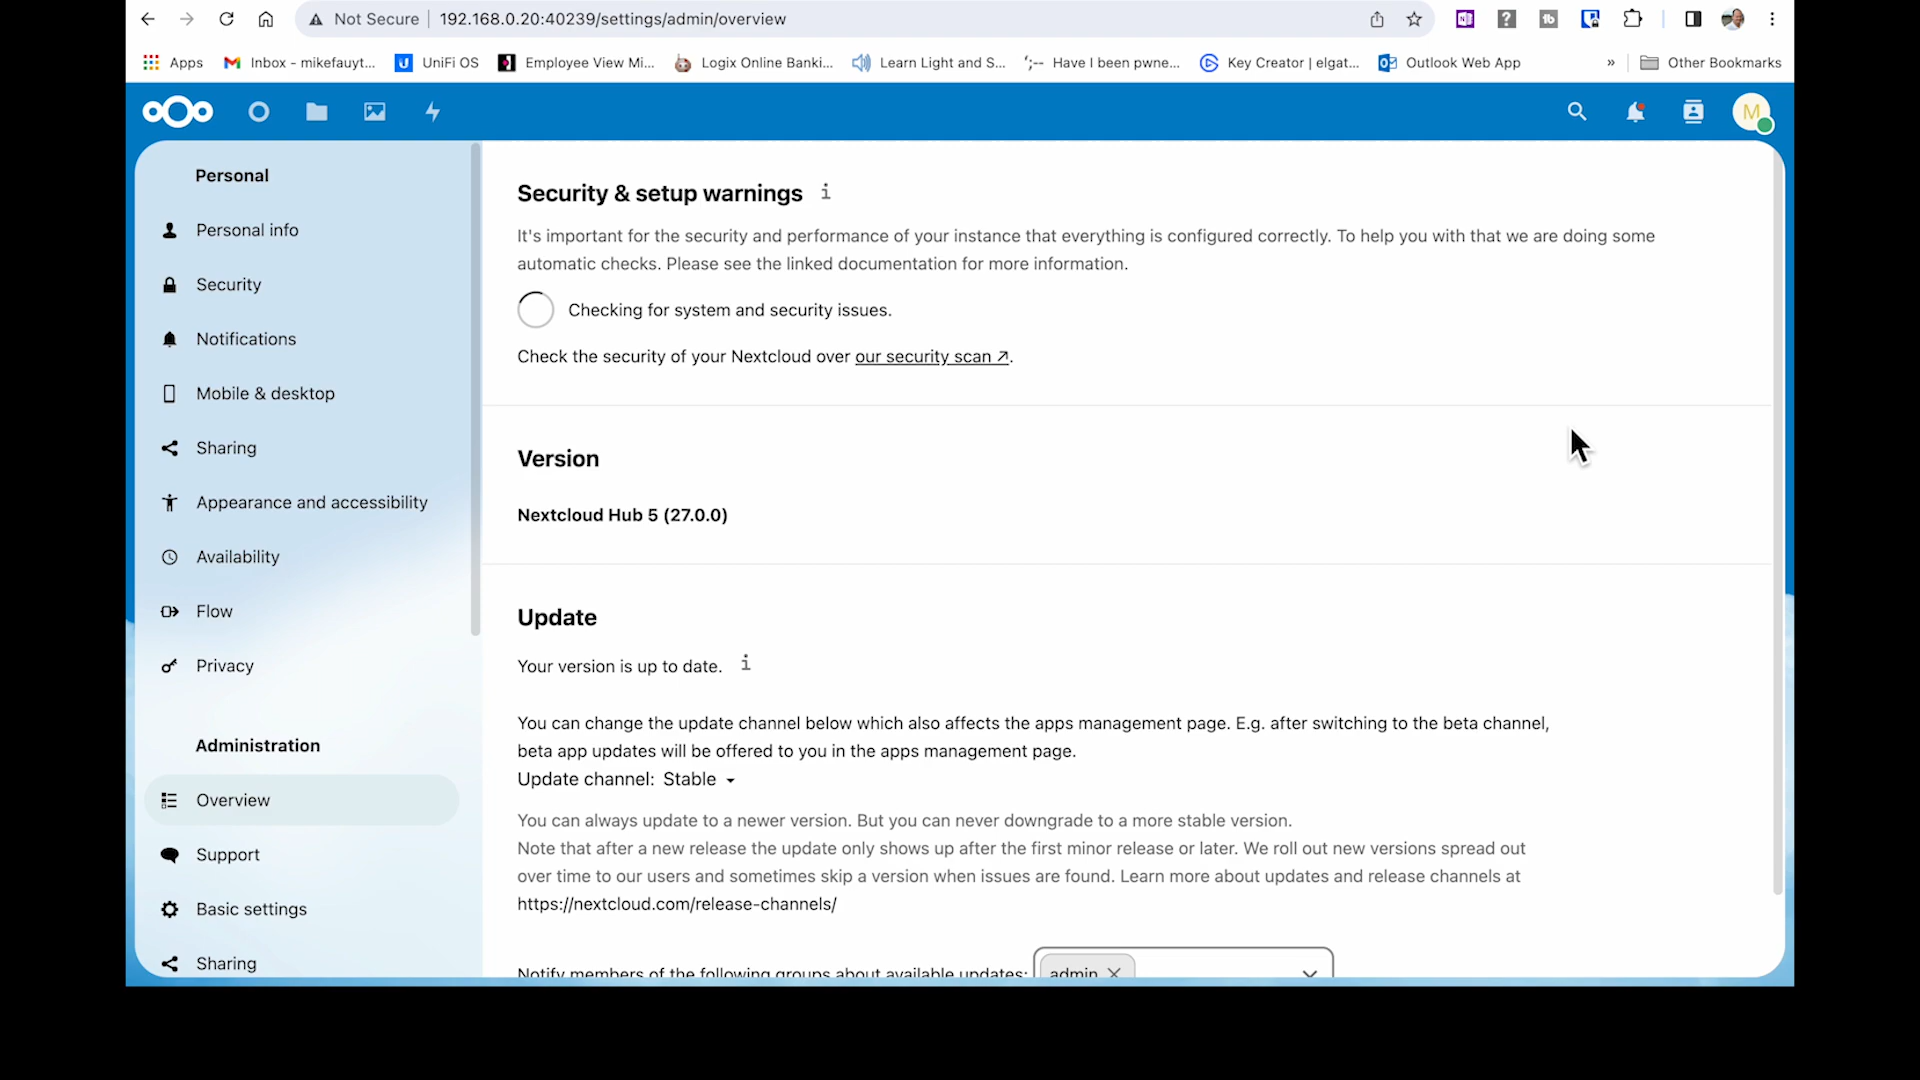 Not Secure
192.168.0.20:40239/settings/admin/overview
Apps
Inbox - mikefauyt...
UniFi OS
Employee View Mi...
Logix Online Banki...
Learn Light and S...
Have I been pwne...
Key Creator | elgat...
Outlook Web App
»
Other Bookmarks
M
Personal
Personal info
Security
Notifications
Mobile & desktop
Sharing
Appearance and accessibility
Availability
Flow
Privacy
Administration
Overview
Support
Basic settings
Sharing
Security & setup warnings
It's important for the security and performance of your instance that everything is configured correctly. To help you with that we are doing some
automatic checks. Please see the linked documentation for more information.
Checking for system and security issues.
Check the security of your Nextcloud over our security scan ↗.
Version
Nextcloud Hub 5 (27.0.0)
Update
Your version is up to date.
You can change the update channel below which also affects the apps management page. E.g. after switching to the beta channel,
beta app updates will be offered to you in the apps management page.
Update channel: Stable
You can always update to a newer version. But you can never downgrade to a more stable version.
Note that after a new release the update only shows up after the first minor release or later. We roll out new versions spread out
over time to our users and sometimes skip a version when issues are found. Learn more about updates and release channels at
https://nextcloud.com/release-channels/
Notify members of the following groups about available updates:
admin